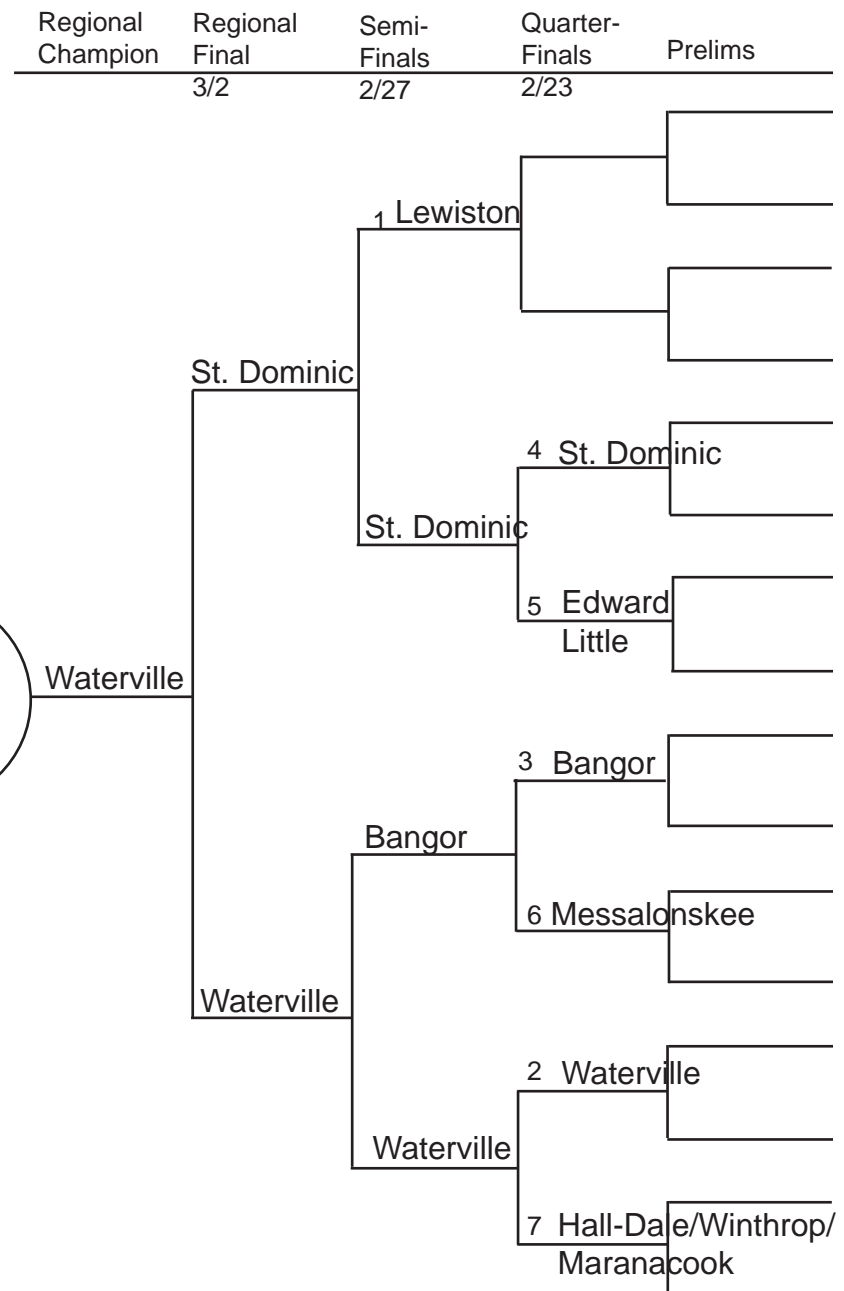 Regional Champion
Regional Final
3/2
Semi-Finals
2/27
Quarter-Finals
2/23
Prelims
1 Lewiston
St. Dominic
4 St. Dominic
St. Dominic
5 Edward
Little
Waterville
3 Bangor
Bangor
6 Messalonskee
Waterville
2 Waterville
Waterville
7 Hall-Dale/Winthrop/
Maranacook